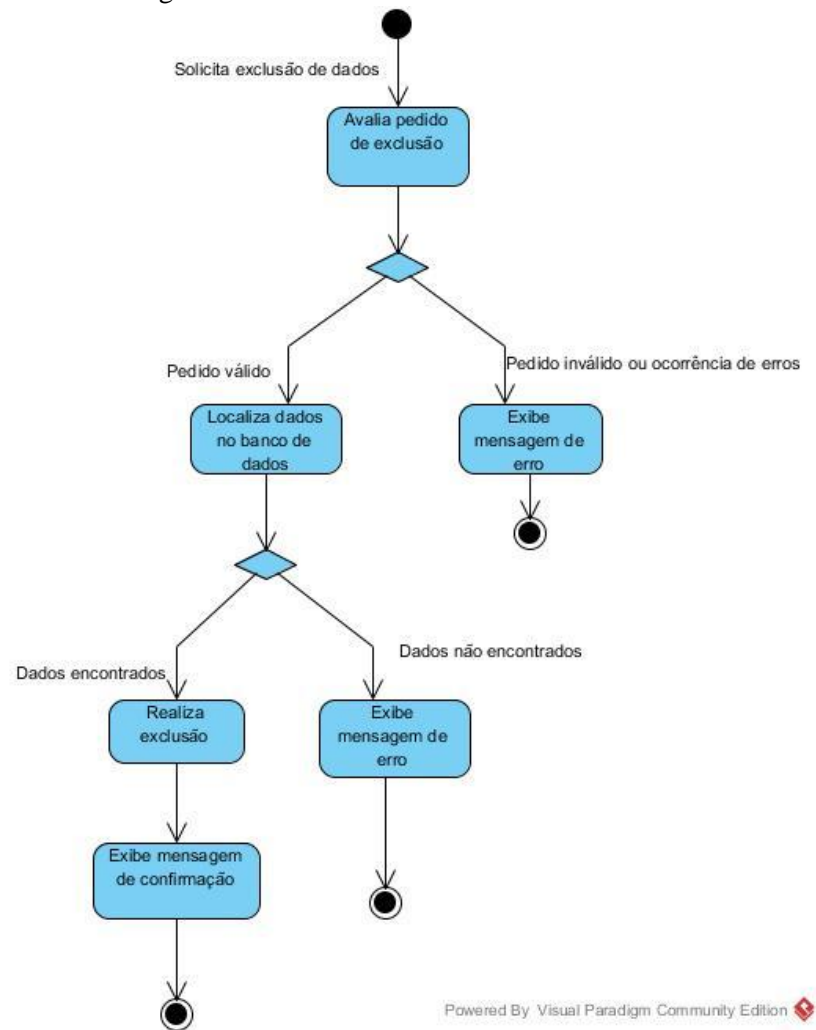 Solicita exclusão de dados
Avalia pedido
de exclusão
Pedido válido
Pedido inválido ou ocorrência de erros
Localiza dados
no banco de
dados
Exibe
mensagem de
erro
Dados encontrados
Dados não encontrados
Realiza
exclusão
Exibe
mensagem de
erro
Exibe mensagem
de confirmação
Powered By Visual Paradigm Community Edition